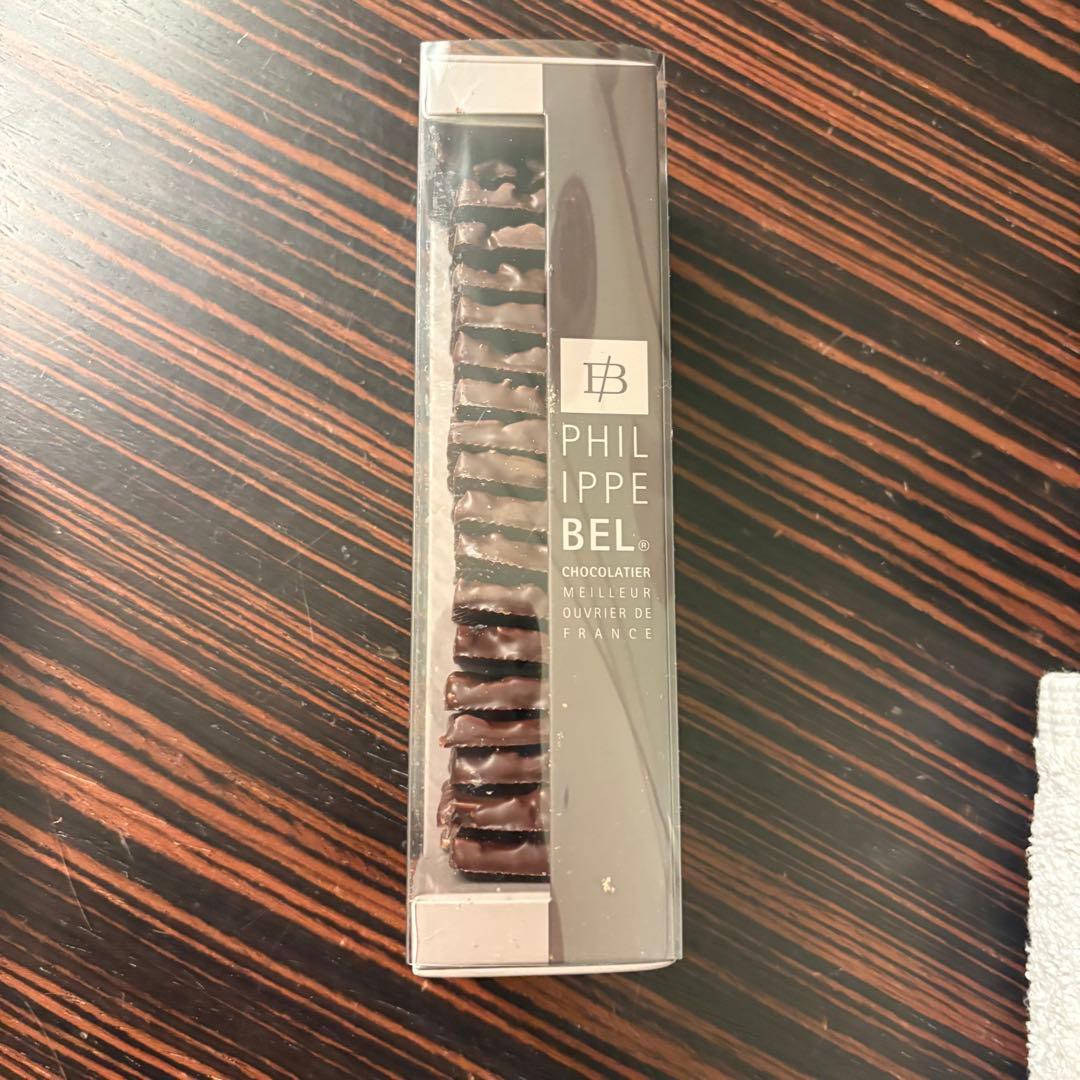 PB
PHIL
IPPE
BEL®
CHOCOLATIER
MEILLEUR
OUVRIER DE
FRANCE